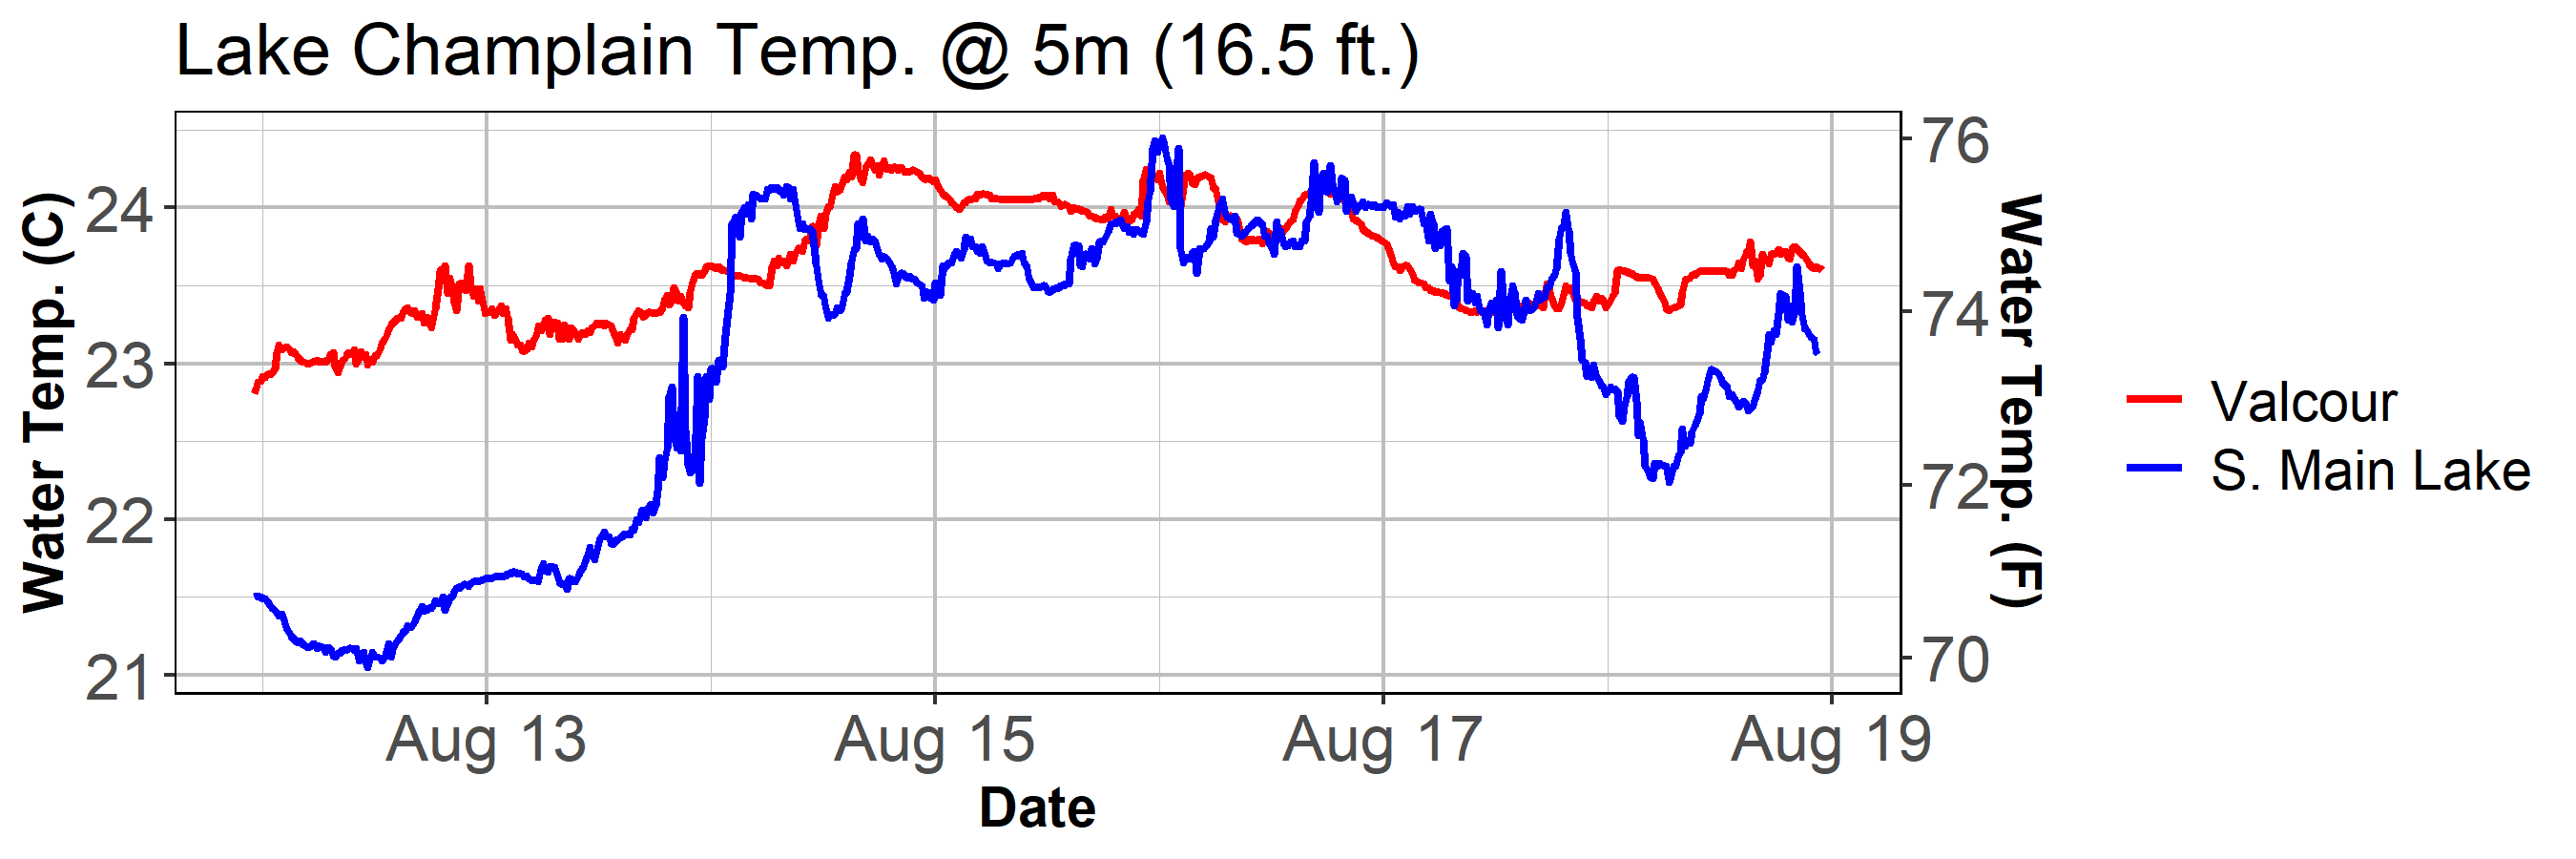 Lake Champlain Temp. @ 5m (16.5 ft.)
Water Temp. (C)
24
23
22
21
76
74
72
70
Water Temp. (F)
Aug 13
Aug 15
Aug 17
Aug 19
Date
Valcour
S. Main Lake